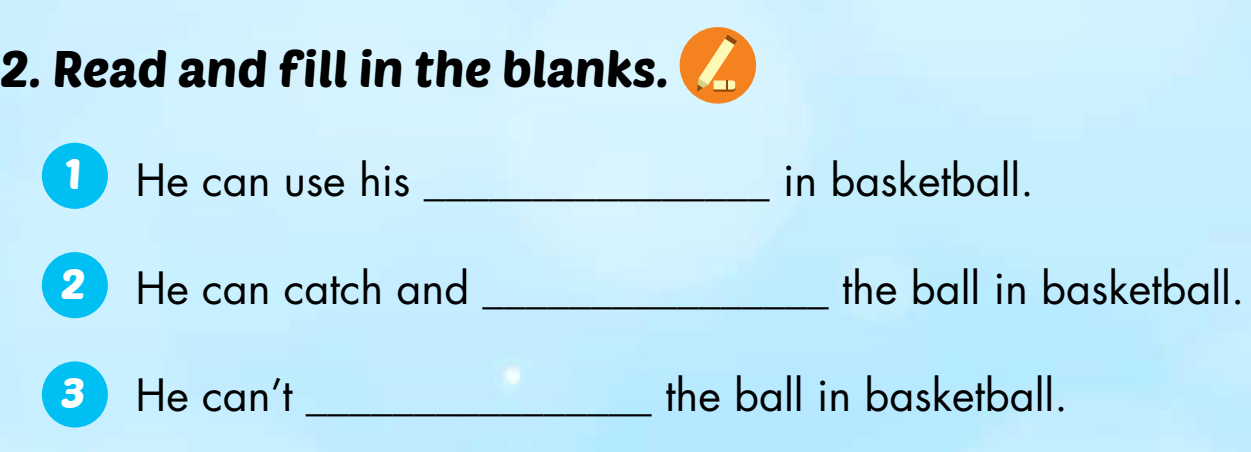 2. Read and fill in the blanks.
1 He can use his ________________ in basketball.
2 He can catch and ________________ the ball in basketball.
3 He can’t ________________ the ball in basketball.